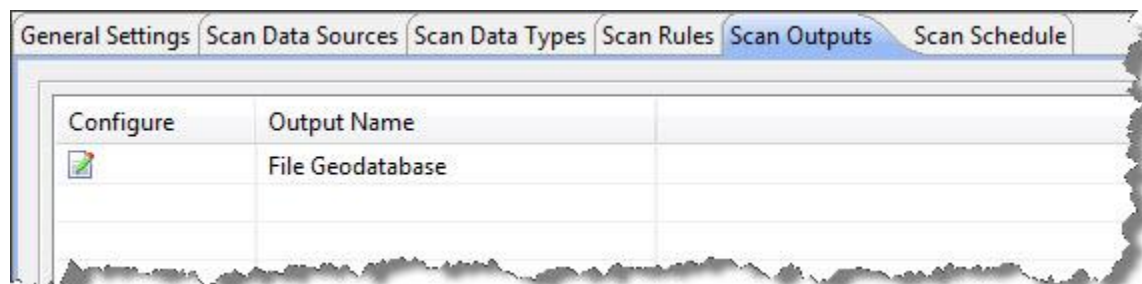 General Settings Scan Data Sources Scan Data Types Scan Rules Scan Outputs Scan Schedule
Configure Output Name
File Geodatabase